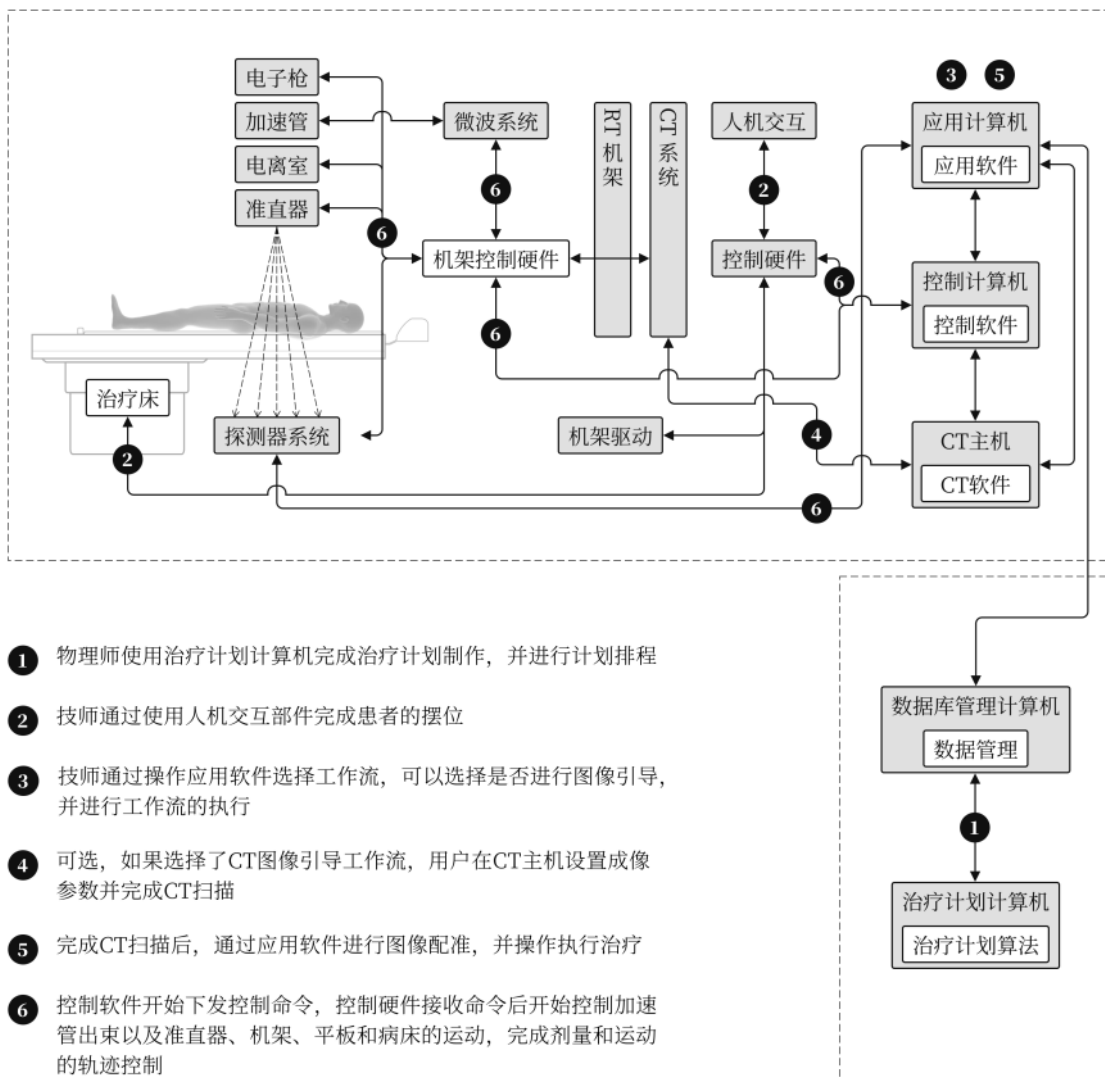 电子枪
加速管
微波系统
RT 机架
CT 系统
人机交互
3
5
应用计算机
应用软件
电离室
准直器
6
2
6
机架控制硬件
控制硬件
6
控制计算机
控制软件
6
治疗床
2
探测器系统
机架驱动
4
CT主机
CT软件
6
1 物理师使用治疗计划计算机完成治疗计划制作，并进行计划排程
2 技师通过使用人机交互部件完成患者的摆位
3 技师通过操作应用软件选择工作流，可以选择是否进行图像引导，
并进行工作流的执行
4 可选，如果选择了CT图像引导工作流，用户在CT主机设置成像
参数并完成CT扫描
5 完成CT扫描后，通过应用软件进行图像配准，并操作执行治疗
6 控制软件开始下发控制命令，控制硬件接收命令后开始控制加速
管出束以及准直器、机架、平板和病床的运动，完成剂量和运动
的轨迹控制
数据库管理计算机
数据管理
1
治疗计划计算机
治疗计划算法